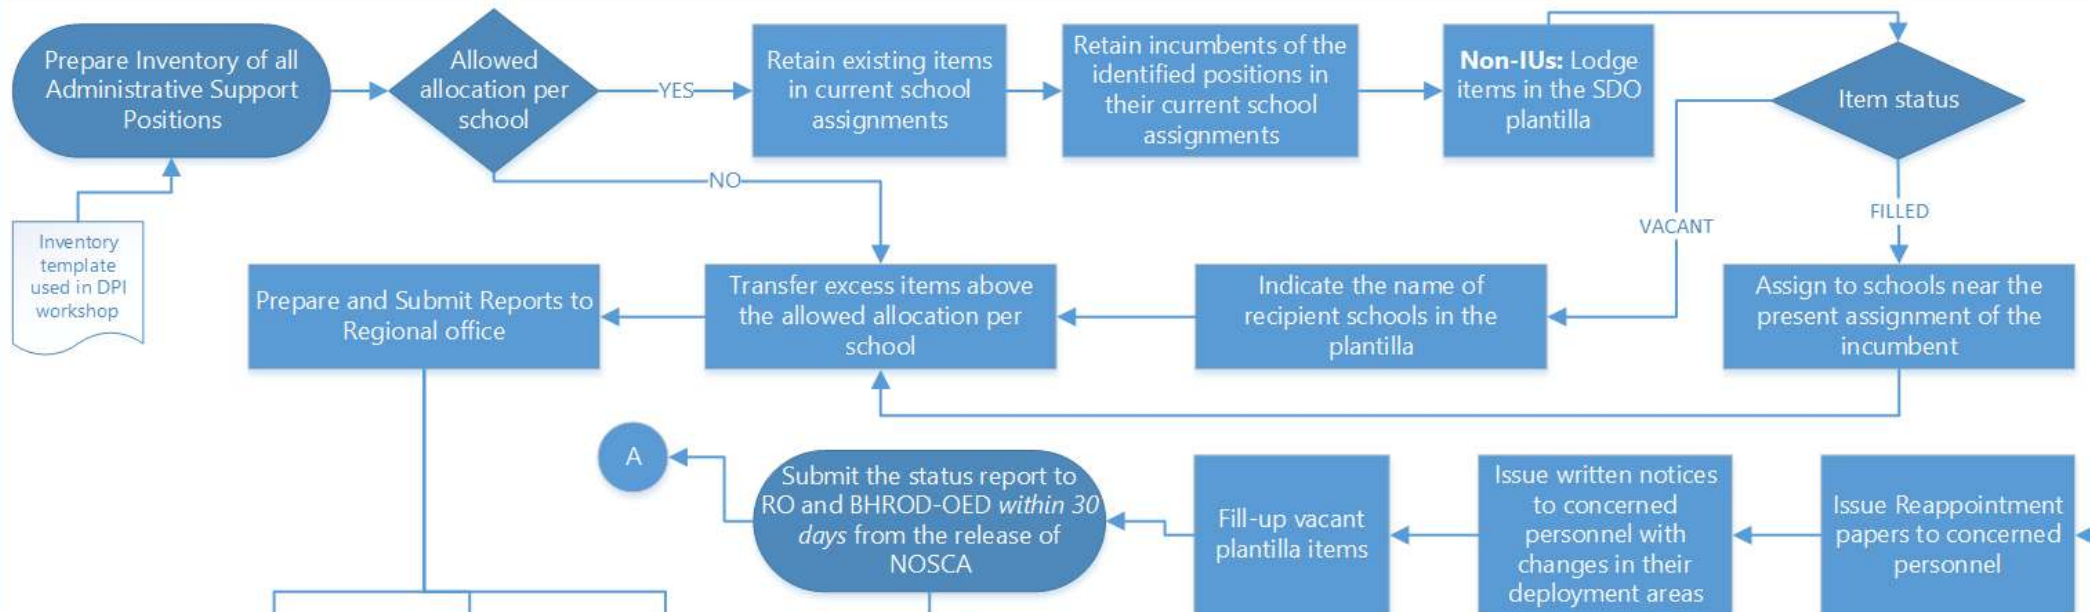 Prepare Inventory of all
Administrative Support
Positions
Allowed
allocation per
school
YES
Retain existing items
in current school
assignments
Retain incumbents of the
identified positions in
their current school
assignments
Non-IUs: Lodge
items in the SDO
plantilla
Item status
NO
VACANT
FILLED
Inventory
template
used in DPI
workshop
Prepare and Submit Reports to
Regional office
Transfer excess items above
the allowed allocation per
school
Indicate the name of
recipient schools in the
plantilla
Assign to schools near the
present assignment of the
incumbent
A
Submit the status report to
RO and BHROD-OED within 30
days from the release of
NOSCA
Fill-up vacant
plantilla items
Issue written notices
to concerned
personnel with
changes in their
deployment areas
Issue Reappointment
papers to concerned
personnel